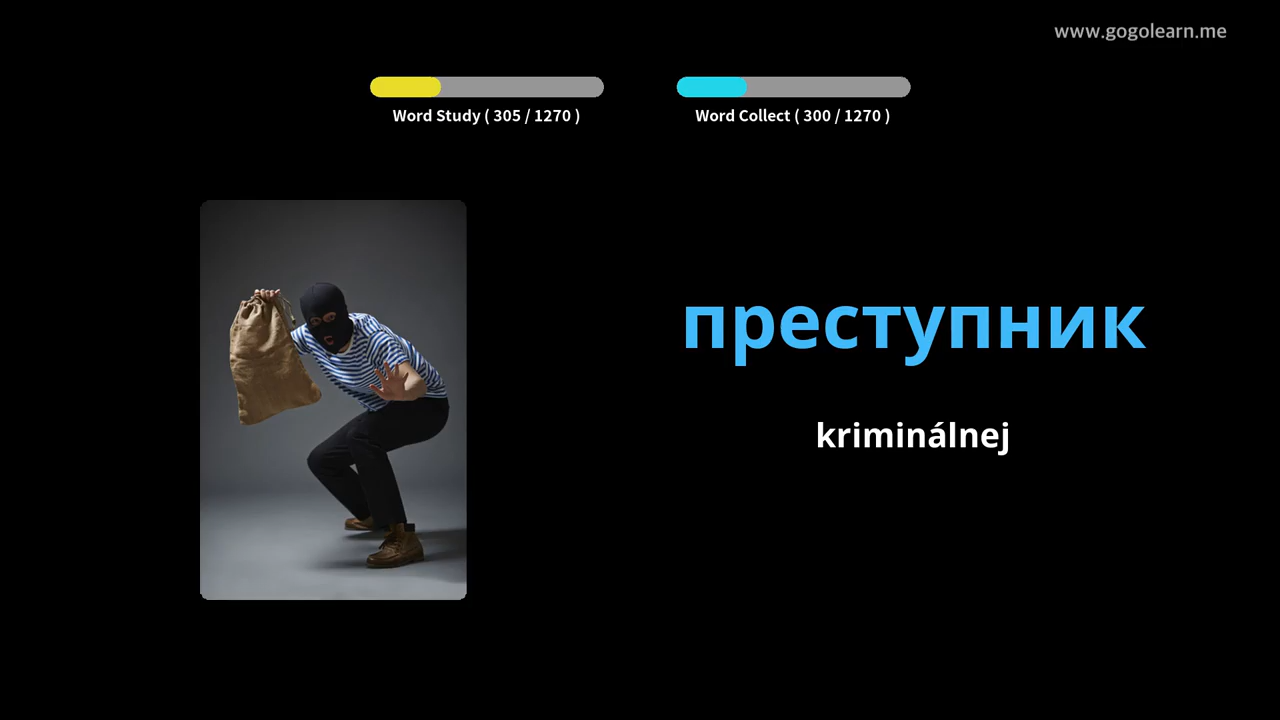 www.gogolearn.me
Word Study ( 305 / 1270 )
Word Collect ( 300 / 1270 )
преступник
kriminálnej